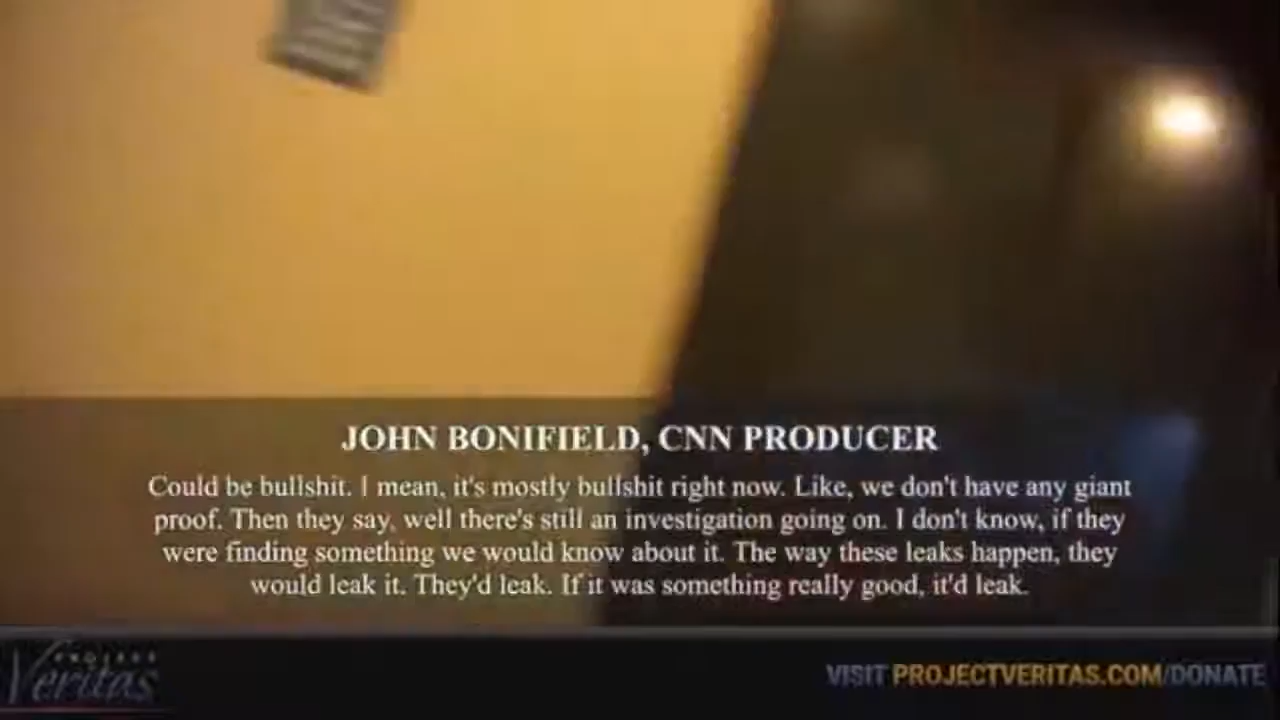 JOHN BONIFIELD, CNN PRODUCER
Could be bullshit. I mean, it's mostly bullshit right now. Like, we don't have any giant
proof. Then they say, well there's still an investigation going on. I don't know, if they
were finding something we would know about it. The way these leaks happen, they
would leak it. They'd leak. If it was something really good, it'd leak.
PROJECT
Veritas
VISIT PROJECTVERITAS.COM/DONATE